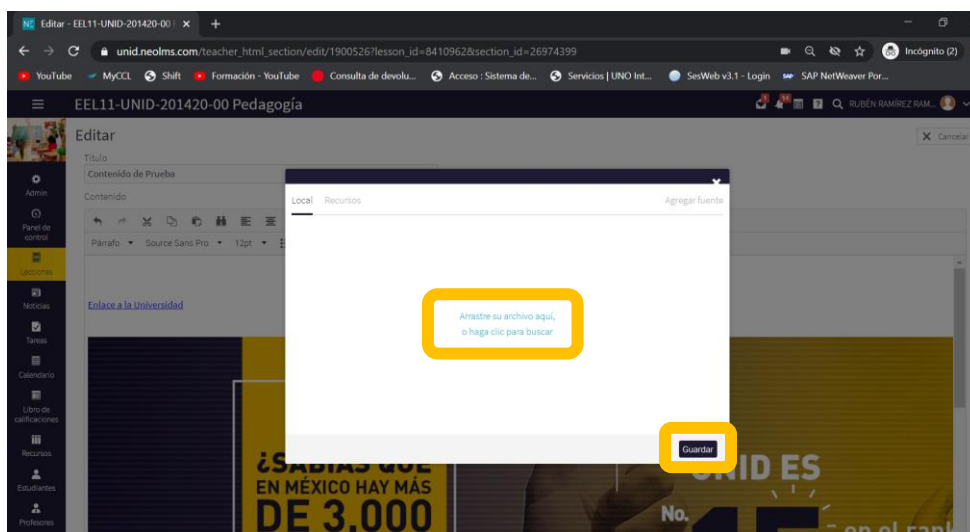 Editar - EEL11-UNID-201420-00
unid.neolms.com/teacher_html_section/edit/1900526?lesson_id=8410962&section_id=26974399
Incógnito (2)
YouTube
MyCCL
Shift
Formación - YouTube
Consulta de devolu...
Acceso : Sistema de...
Servicios | UNO Int...
SesWeb v3.1 - Login
SAP NetWeaver Por...
EEL11-UNID-201420-00 Pedagogía
RUBÉN RAMÍREZ RAM...
Editar
Cancelar
Título
Contenido de Prueba
Contenido
Párrafo
Source Sans Pro
12pt
Admin
Panel de
control
Lecciones
Noticias
Tareas
Calendario
Libro de
calificaciones
Recursos
Estudiantes
Profesores
Local
Recursos
Agregar fuente
Arrastre su archivo aquí,
o haga clic para buscar
Guardar
Enlace a la Universidad
¿SABÍAS QUE
EN MÉXICO HAY MÁS
DE 3,000
UNID ES
No.
en el rank